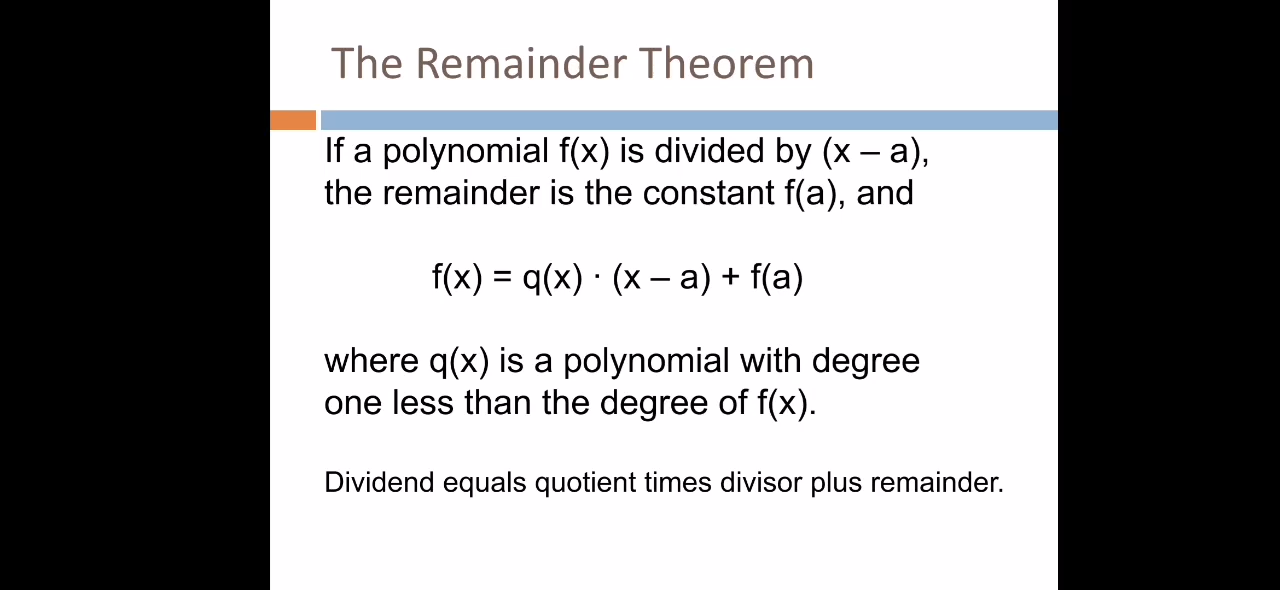 The Remainder Theorem
If a polynomial f(x) is divided by (x – a),
the remainder is the constant f(a), and
f(x) = q(x) · (x – a) + f(a)
where q(x) is a polynomial with degree
one less than the degree of f(x).
Dividend equals quotient times divisor plus remainder.